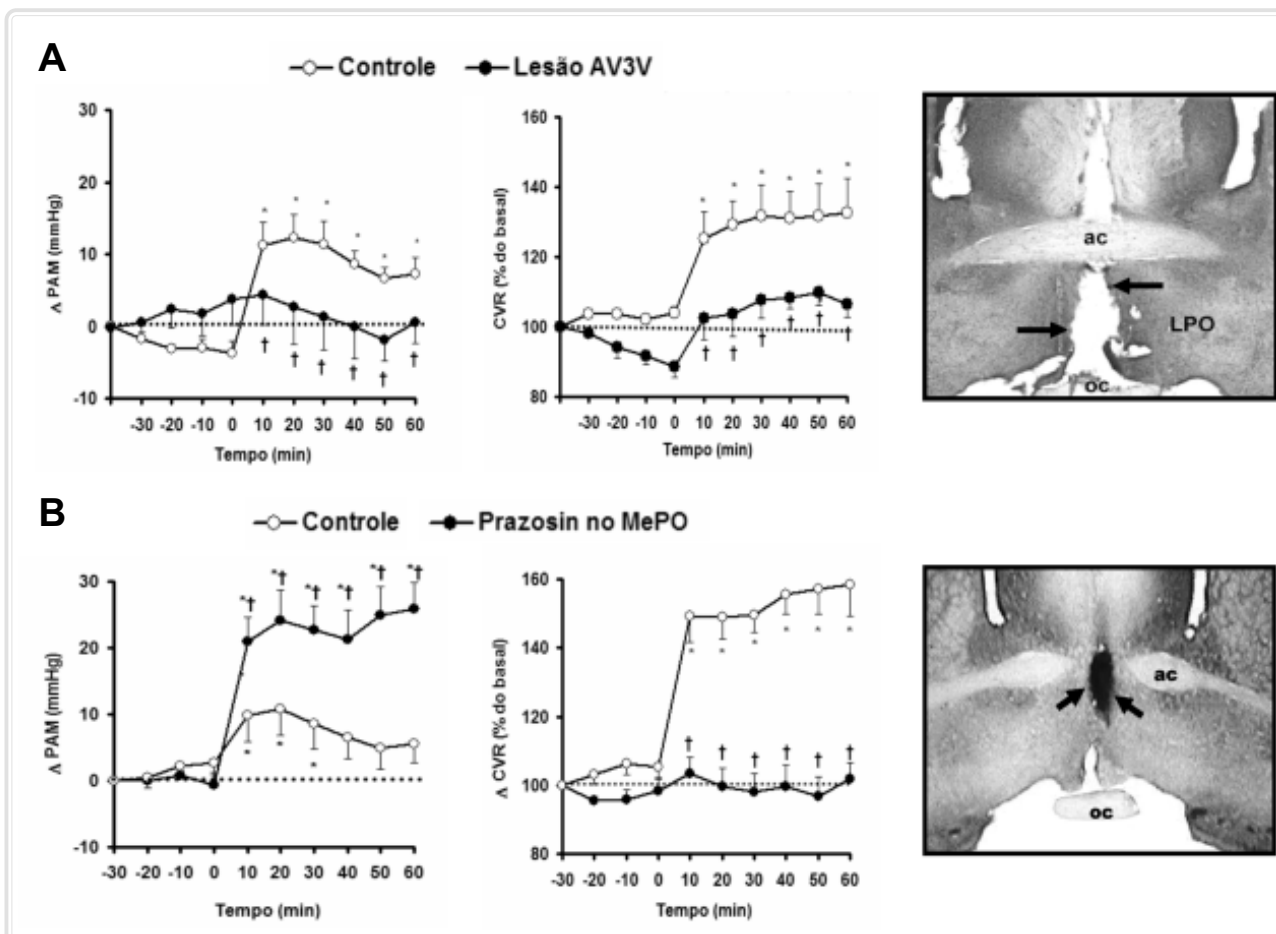 A
Controle Lesão AV3V
Δ PAM (mmHg)
30
20
10
0
-10
* * * * * *
† † † † † †
-30 -20 -10 0 10 20 30 40 50 60
Tempo (min)
CVR (% do basal)
160
140
120
100
80
* * * * * *
† † † † † †
-30 -20 -10 0 10 20 30 40 50 60
Tempo (min)
ac
LPO
oc
B
Controle Prazosin no MePO
Δ PAM (mmHg)
30
20
10
0
-10
*† *† *† *† *† *†
* * *
-30 -20 -10 0 10 20 30 40 50 60
Tempo (min)
Δ CVR (% do basal)
160
140
120
100
80
* * * * * *
† † † † † †
-30 -20 -10 0 10 20 30 40 50 60
Tempo (min)
ac
oc